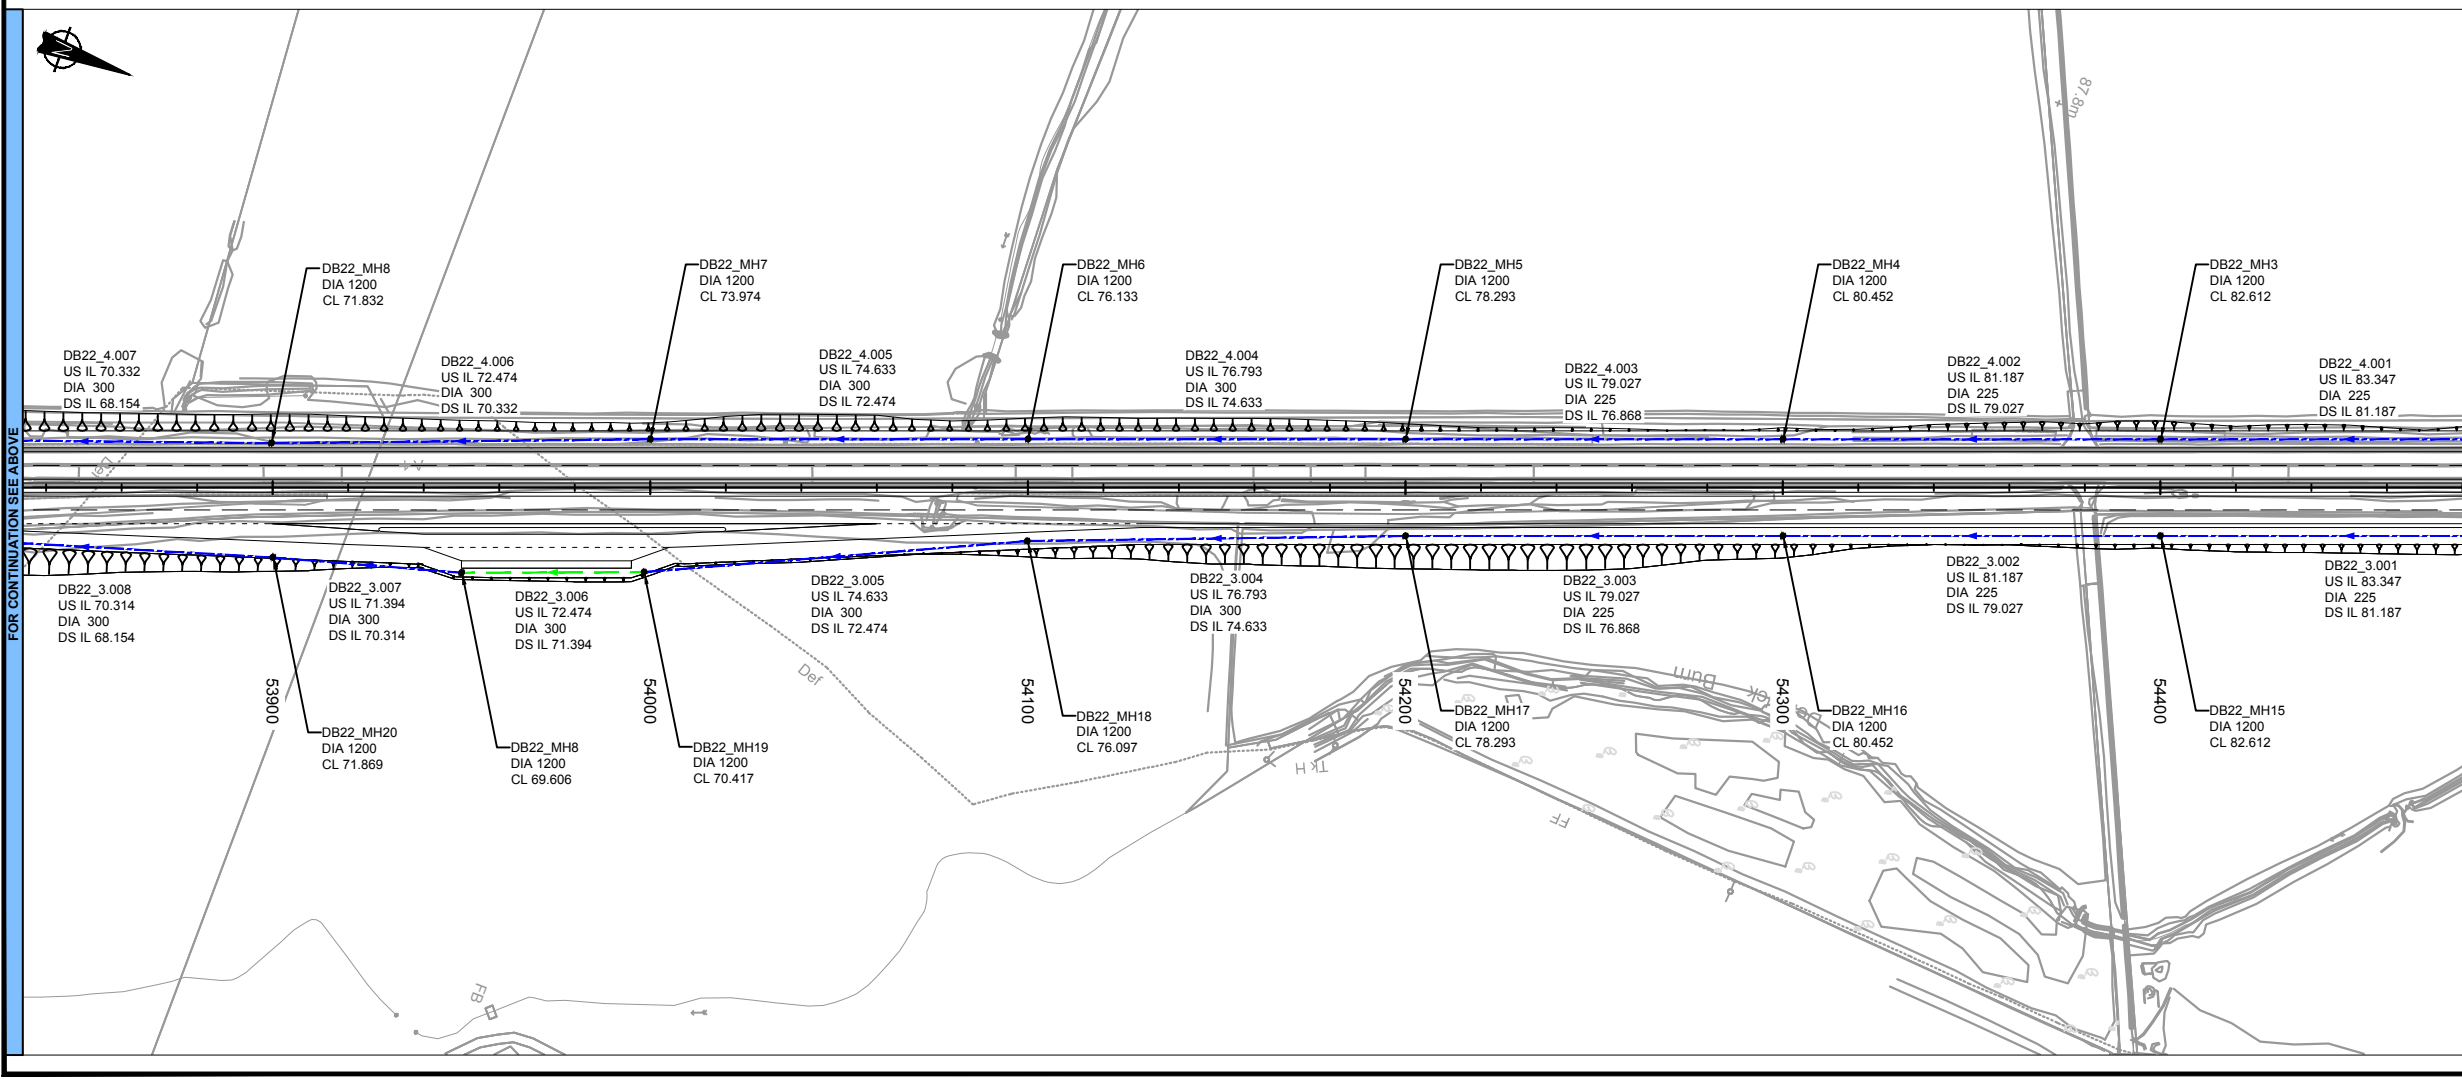 N
87.8m
DB22_MH8
DIA 1200
CL 71.832
DB22_MH7
DIA 1200
CL 73.974
DB22_MH6
DIA 1200
CL 76.133
DB22_MH5
DIA 1200
CL 78.293
DB22_MH4
DIA 1200
CL 80.452
DB22_MH3
DIA 1200
CL 82.612
DB22_4.007
US IL 70.332
DIA 300
DS IL 68.154
DB22_4.006
US IL 72.474
DIA 300
DS IL 70.332
DB22_4.005
US IL 74.633
DIA 300
DS IL 72.474
DB22_4.004
US IL 76.793
DIA 300
DS IL 74.633
DB22_4.003
US IL 79.027
DIA 225
DS IL 76.868
DB22_4.002
US IL 81.187
DIA 225
DS IL 79.027
DB22_4.001
US IL 83.347
DIA 225
DS IL 81.187
FOR CONTINUATION SEE ABOVE
Def
DB22_3.008
US IL 70.314
DIA 300
DS IL 68.154
DB22_3.007
US IL 71.394
DIA 300
DS IL 70.314
DB22_3.006
US IL 72.474
DIA 300
DS IL 71.394
DB22_3.005
US IL 74.633
DIA 300
DS IL 72.474
DB22_3.004
US IL 76.793
DIA 300
DS IL 74.633
DB22_3.003
US IL 79.027
DIA 225
DS IL 76.868
DB22_3.002
US IL 81.187
DIA 225
DS IL 79.027
DB22_3.001
US IL 83.347
DIA 225
DS IL 81.187
Def
53900
54000
54100
54200
54300
54400
Burn
DB22_MH20
DIA 1200
CL 71.869
DB22_MH8
DIA 1200
CL 69.606
DB22_MH19
DIA 1200
CL 70.417
DB22_MH18
DIA 1200
CL 76.097
DB22_MH17
DIA 1200
CL 78.293
DB22_MH16
DIA 1200
CL 80.452
DB22_MH15
DIA 1200
CL 82.612
Tk H
FF
FB